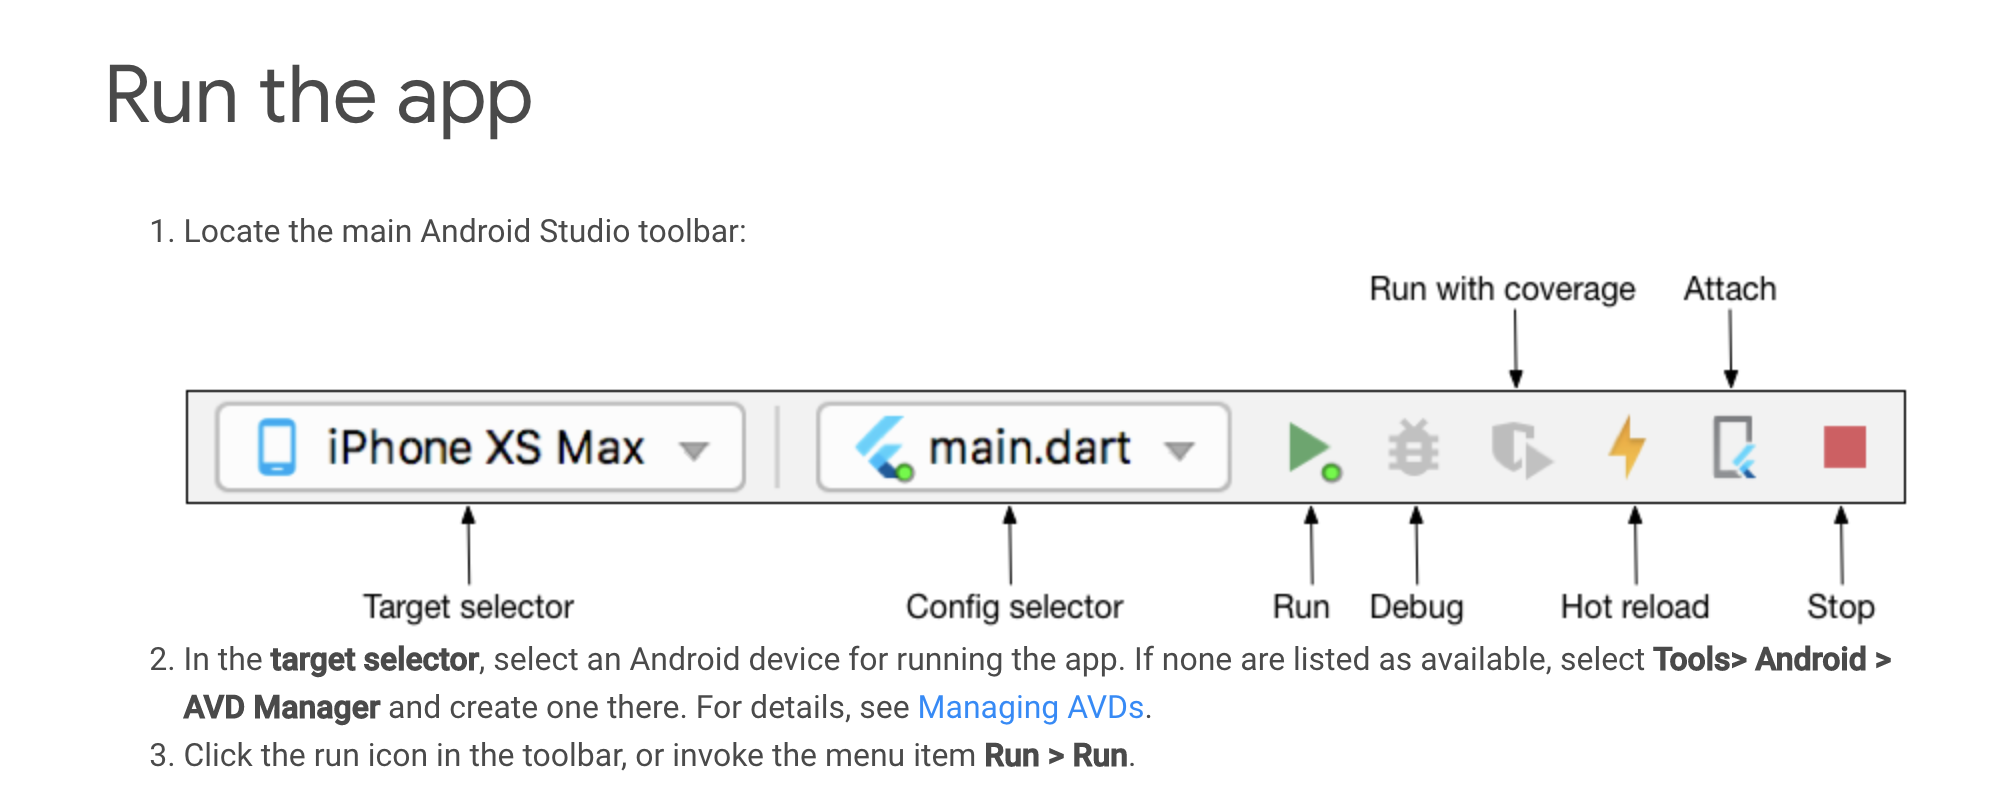 Run the app
1. Locate the main Android Studio toolbar:
Run with coverage Attach
iPhone XS Max main.dart
Target selector Config selector Run Debug Hot reload Stop
2. In the target selector, select an Android device for running the app. If none are listed as available, select Tools> Android >
AVD Manager and create one there. For details, see Managing AVDs.
3. Click the run icon in the toolbar, or invoke the menu item Run > Run.